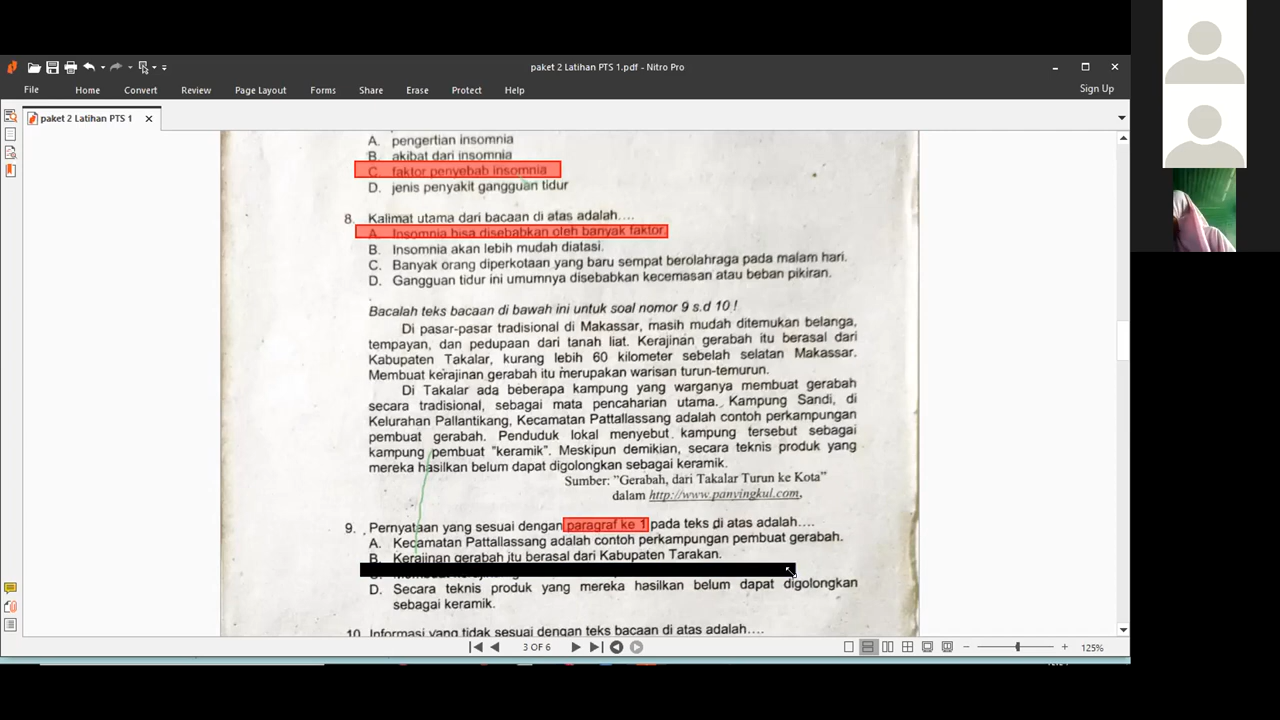 paket 2 Latihan PTS 1.pdf - Nitro Pro
File Home Convert Review Page Layout Forms Share Erase Protect Help
Sign Up
paket 2 Latihan PTS 1
A. pengertian insomnia
B. akibat dari insomnia
C. faktor penyebab insomnia
D. jenis penyakit gangguan tidur
8. Kalimat utama dari bacaan di atas adalah....
A. Insomnia bisa disebabkan oleh banyak faktor.
B. Insomnia akan lebih mudah diatasi.
C. Banyak orang diperkotaan yang baru sempat berolahraga pada malam hari.
D. Gangguan tidur ini umumnya disebabkan kecemasan atau beban pikiran.
Bacalah teks bacaan di bawah ini untuk soal nomor 9 s.d 10 !
Di pasar-pasar tradisional di Makassar, masih mudah ditemukan belanga,
tempayan, dan pedupaan dari tanah liat. Kerajinan gerabah itu berasal dari
Kabupaten Takalar, kurang lebih 60 kilometer sebelah selatan Makassar.
Membuat kerajinan gerabah itu merupakan warisan turun-temurun.
Di Takalar ada beberapa kampung yang warganya membuat gerabah
secara tradisional, sebagai mata pencaharian utama. Kampung Sandi, di
Kelurahan Pallantikang, Kecamatan Pattallassang adalah contoh perkampungan
pembuat gerabah. Penduduk lokal menyebut kampung tersebut sebagai
kampung pembuat "keramik". Meskipun demikian, secara teknis produk yang
mereka hasilkan belum dapat digolongkan sebagai keramik.
Sumber: "Gerabah, dari Takalar Turun ke Kota"
dalam http://www.panyingkul.com,
9. Pernyataan yang sesuai dengan paragraf ke 1 pada teks di atas adalah....
A. Kecamatan Pattallassang adalah contoh perkampungan pembuat gerabah.
B. Kerajinan gerabah itu berasal dari Kabupaten Tarakan.
D. Secara teknis produk yang mereka hasilkan belum dapat digolongkan
sebagai keramik.
10. Informasi yang tidak sesuai dengan teks bacaan di atas adalah....
3 OF 6
125%